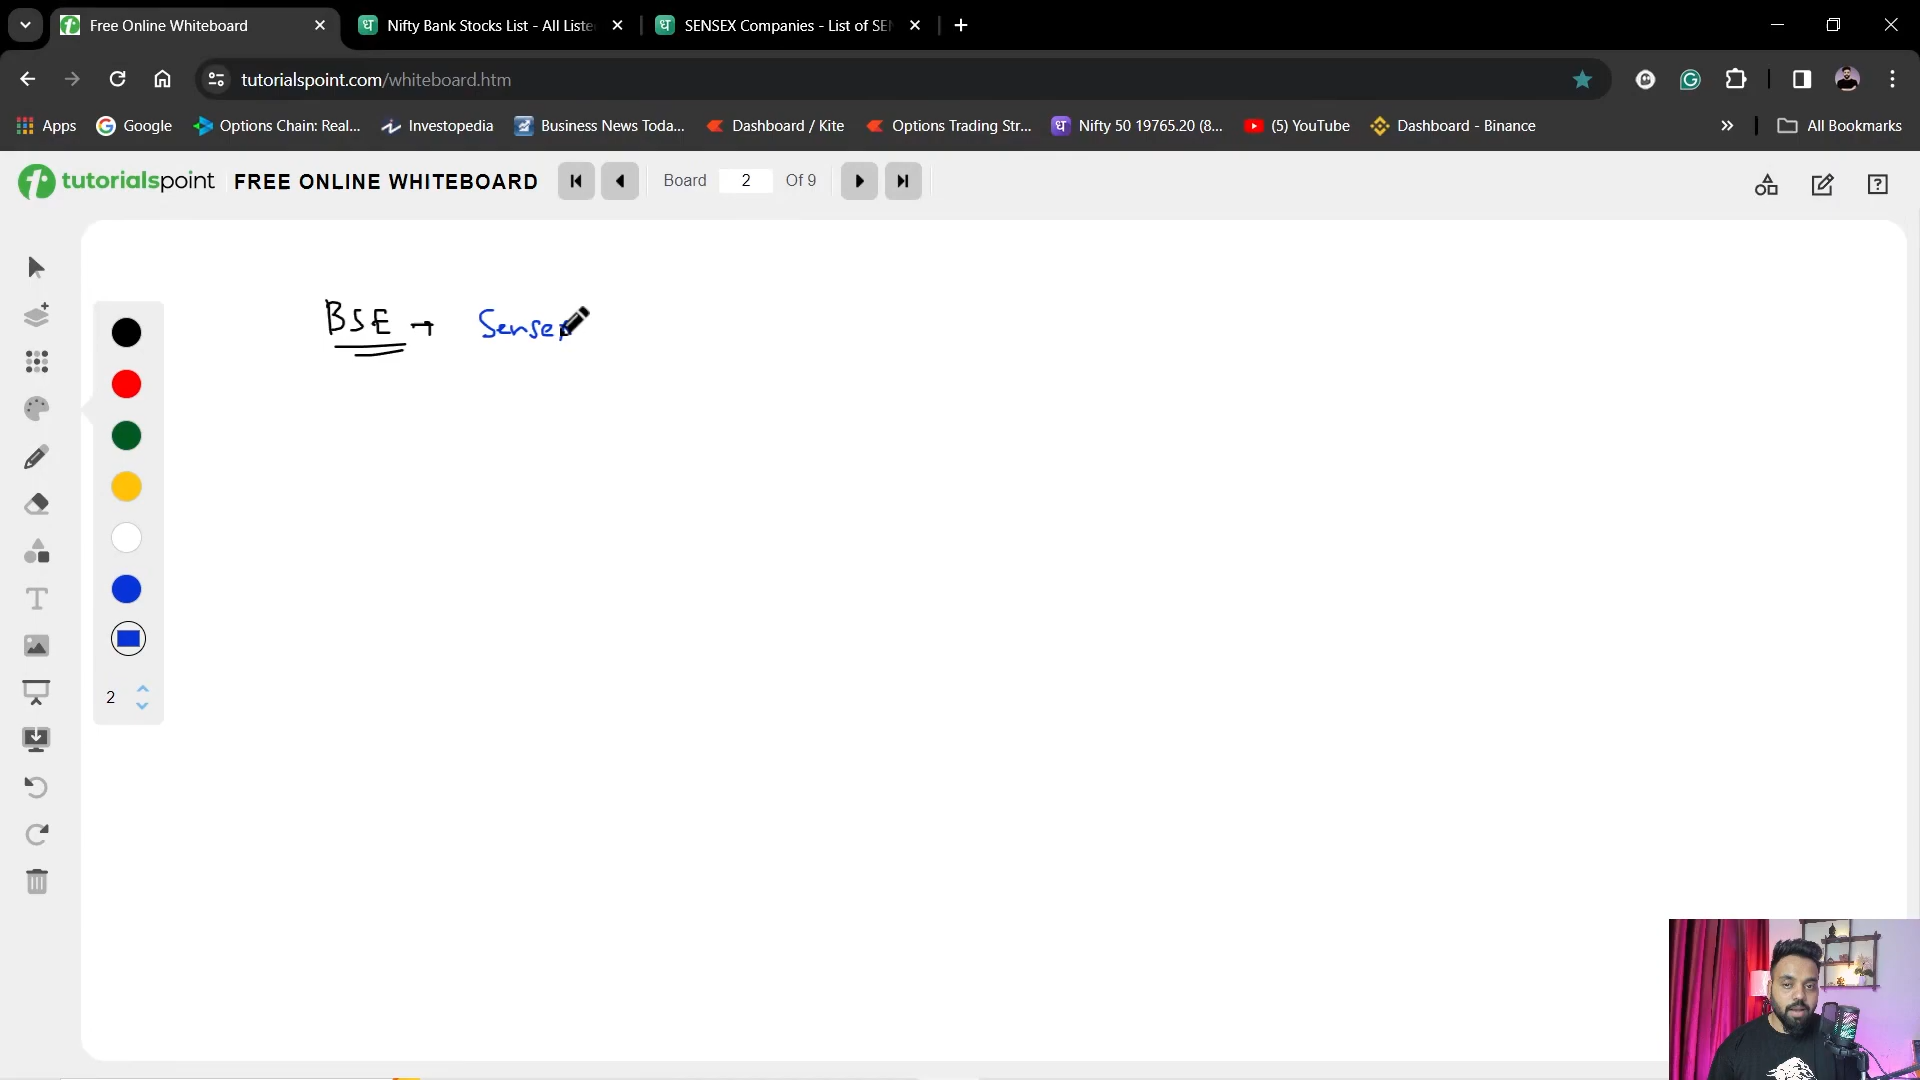 Free Online Whiteboard
Nifty Bank Stocks List - All Liste
SENSEX Companies - List of SEN
tutorialspoint.com/whiteboard.htm
Apps
Google
Options Chain: Real...
Investopedia
Business News Toda...
Dashboard / Kite
Options Trading Str...
Nifty 50 19765.20 (8...
(5) YouTube
Dashboard - Binance
All Bookmarks
tutorialspoint FREE ONLINE WHITEBOARD Board 2 Of 9
BSE → Sensex
2